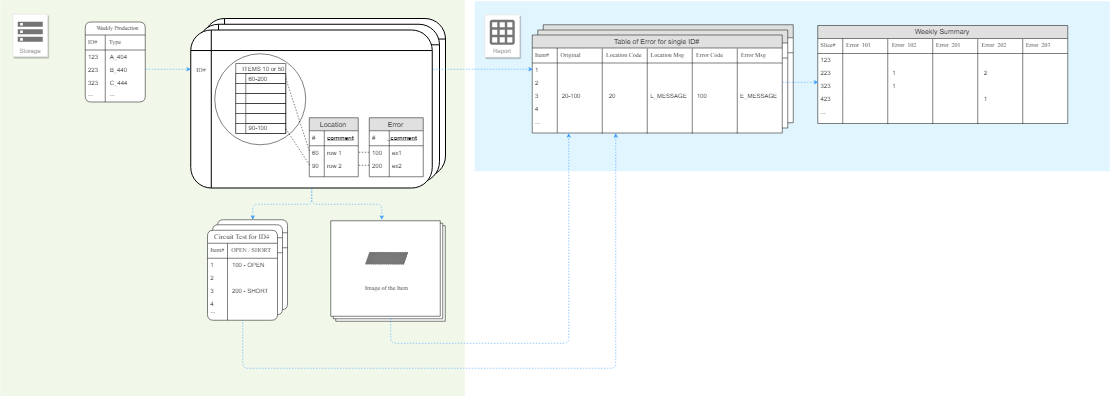 Storage
Weekly Production
ID# Type
123 A_404
223 B_440
323 C_444
... ...
ID#
ITEMS 10 or 50
60-200
90-100
Location
# comment
60 row 1
90 row 2
Error
# comment
100 es1
200 es2
Circuit Test for ID#
Item# OPEN / SHORT
1 100 - OPEN
2
3 200 - SHORT
4
...
Image of the Item
Report
Table of Error for single ID#
Item# Original Location Code Location Msg Error Code Error Msg
1
2
3 20-100 20 L_MESSAGE 100 E_MESSAGE
4
...
Weekly Summary
Slice# Error 101 Error 102 Error 201 Error 202 Error 203
123
223 1 2
323 1
423 1